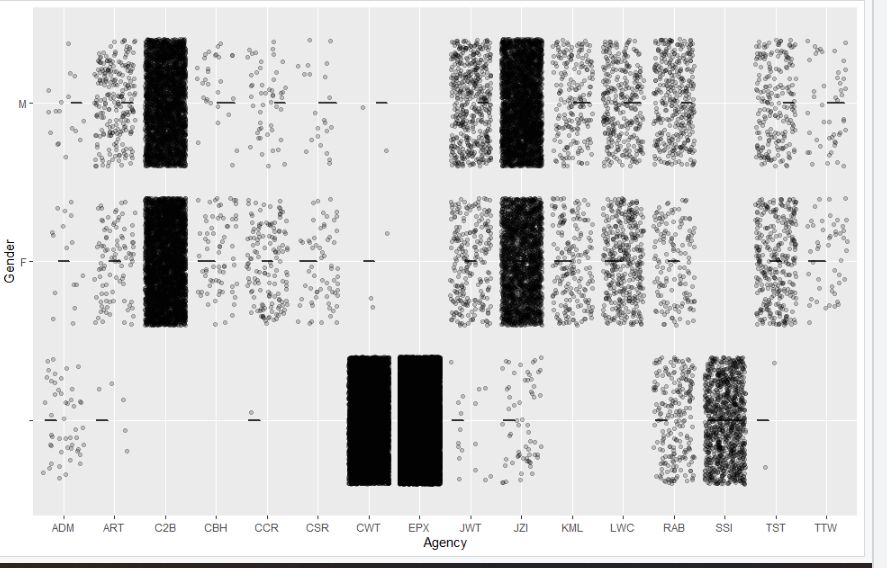 M
Gender
F
ADM ART C2B CBH CCR CSR CWT EPX JWT JZI KML LWC RAB SSI TST TTW
Agency